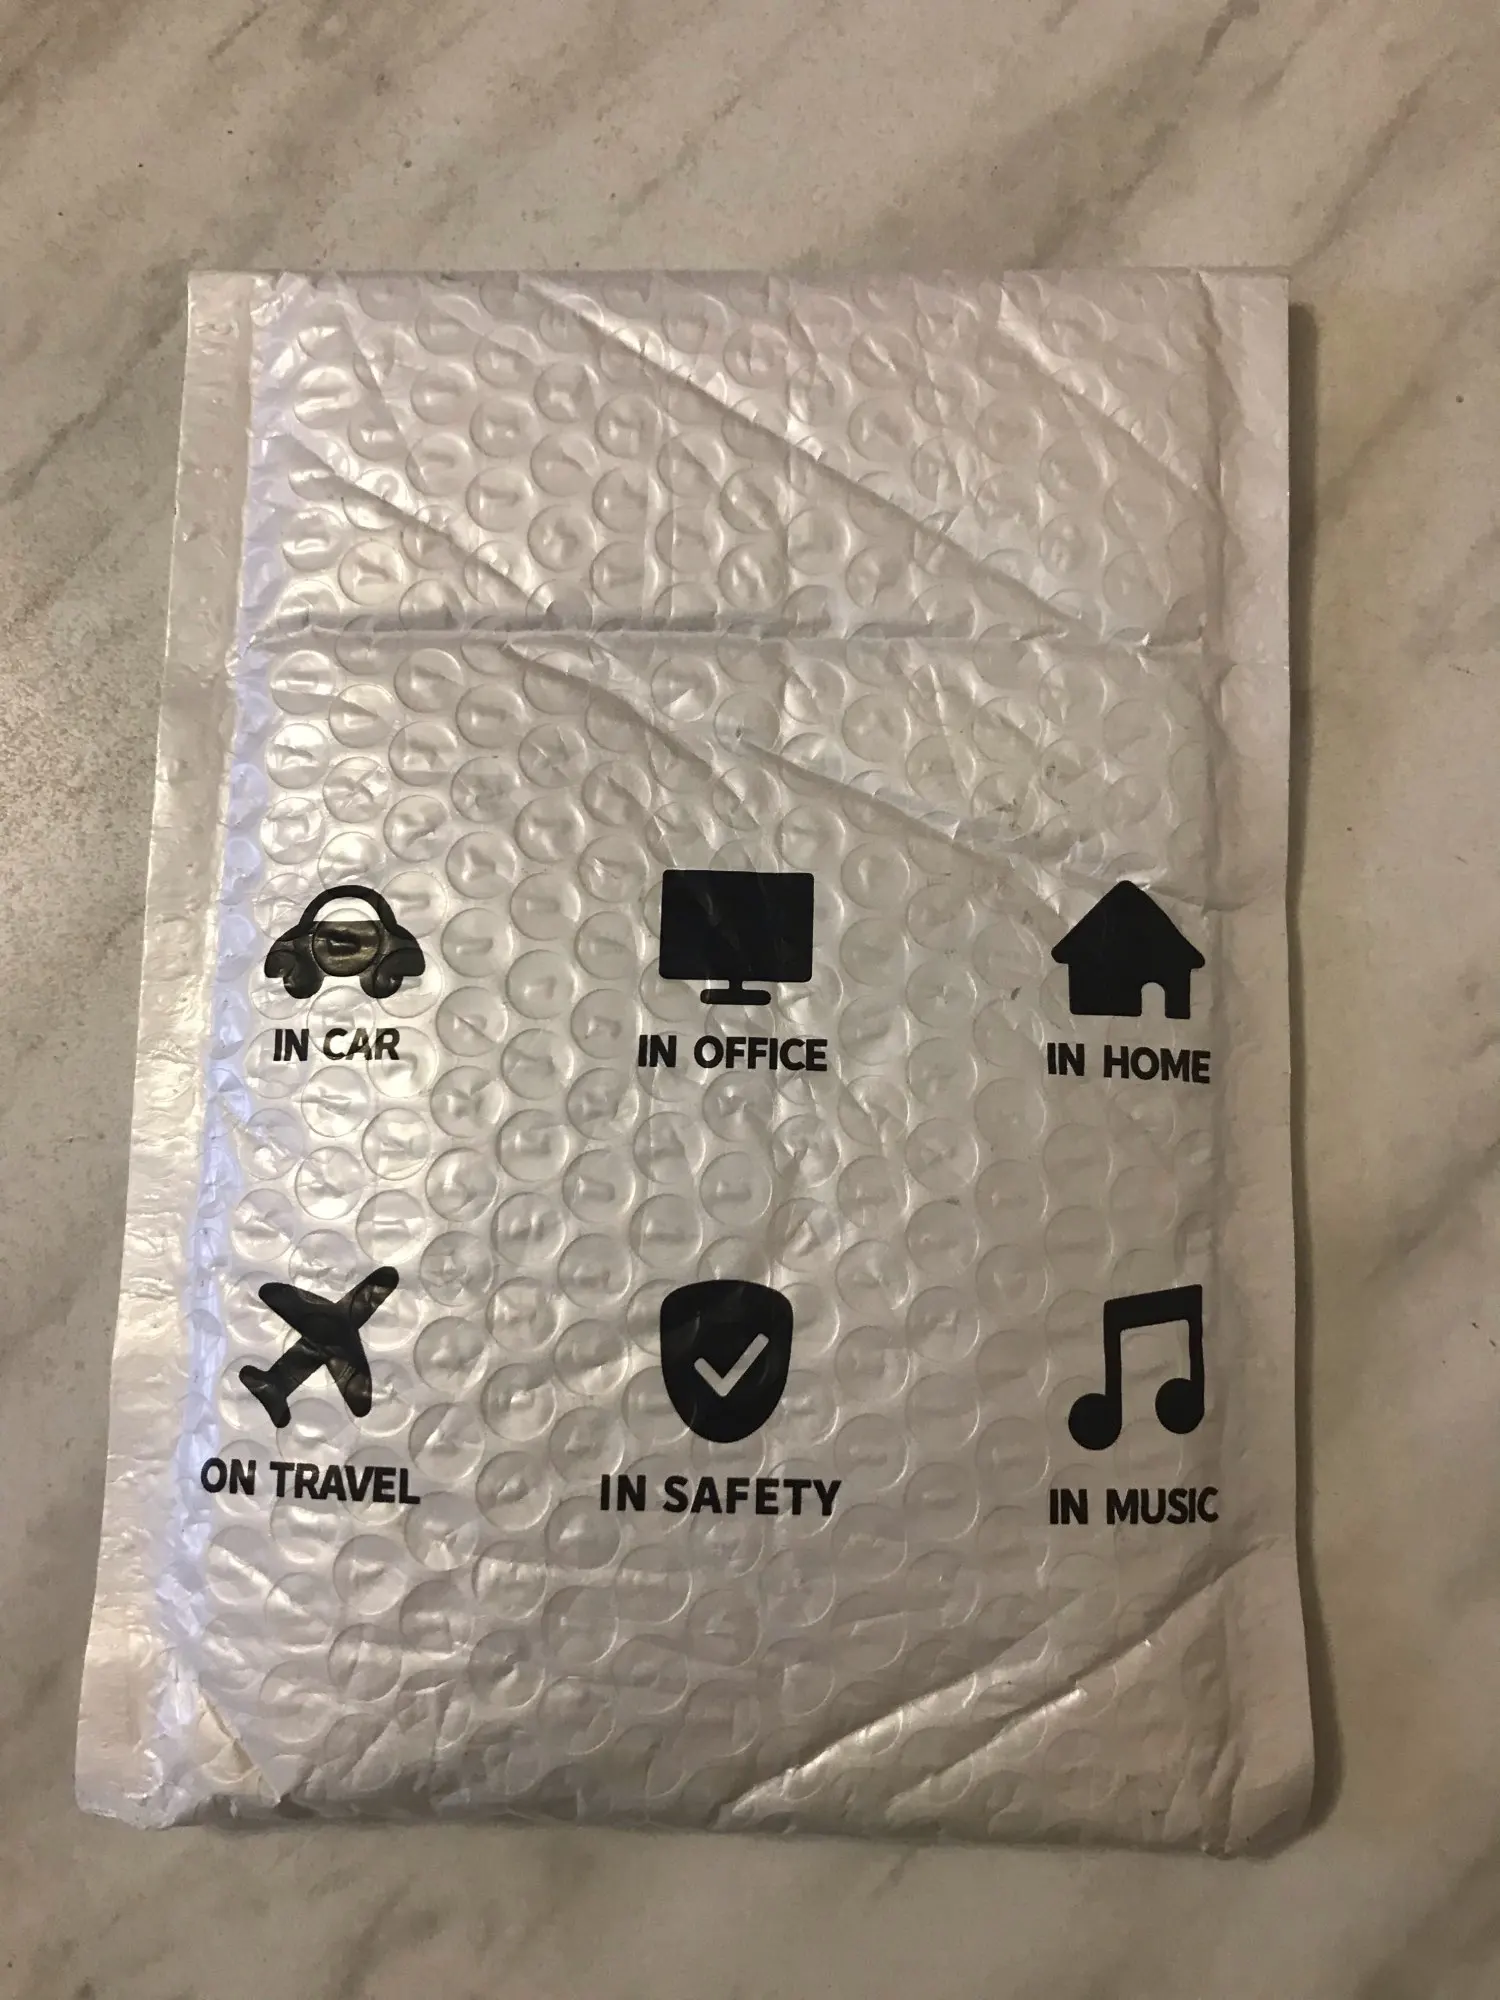 IN CAR
IN OFFICE
IN HOME
ON TRAVEL
IN SAFETY
IN MUSIC